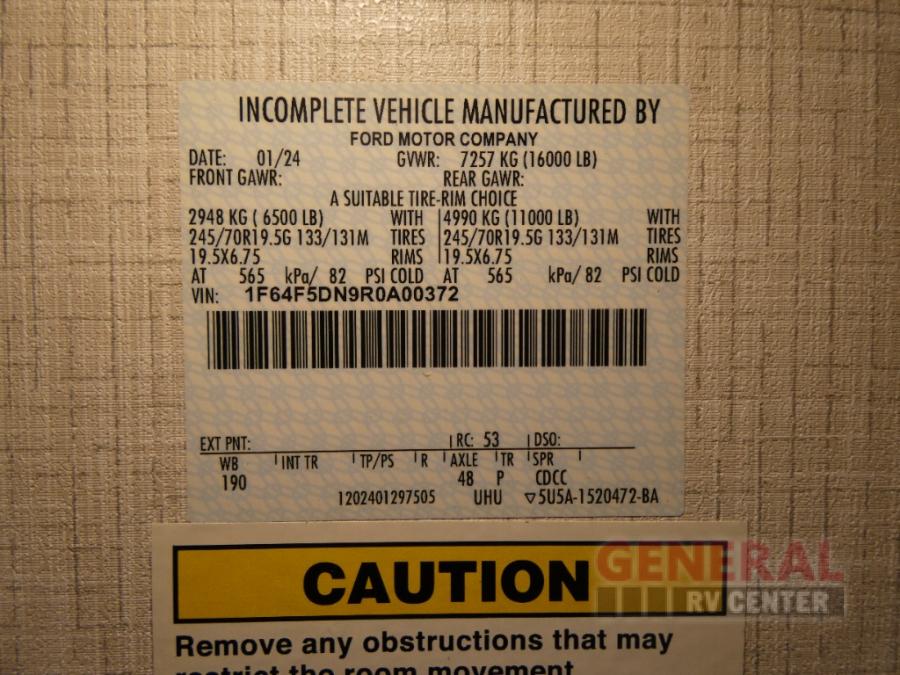 INCOMPLETE VEHICLE MANUFACTURED BY
FORD MOTOR COMPANY
DATE: 01/24 GVWR: 7257 KG (16000 LB)
FRONT GAWR: REAR GAWR:
A SUITABLE TIRE-RIM CHOICE
2948 KG ( 6500 LB) WITH 4990 KG (11000 LB) WITH
245/70R19.5G 133/131M TIRES 245/70R19.5G 133/131M TIRES
19.5X6.75 RIMS 19.5X6.75 RIMS
AT 565 kPa/ 82 PSI COLD AT 565 kPa/ 82 PSI COLD
VIN: 1F64F5DN9R0A00372
EXT PNT: RC: 53 DSO:
WB INT TR TP/PS R AXLE TR SPR
190 48 P CDCC
1202401297505 UHU ▽5U5A-1520472-BA
CAUTION
GENERAL
RV CENTER
Remove any obstructions that may
restrict the room movement